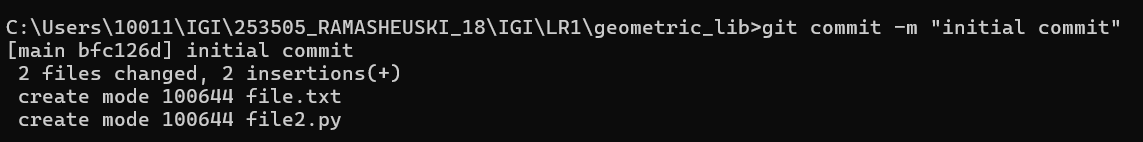 C:\Users\10011\IGI\253505_RAMASHEUSKI_18\IGI\LR1\geometric_lib>git commit -m "initial commit"
[main bfc126d] initial commit
 2 files changed, 2 insertions(+)
 create mode 100644 file.txt
 create mode 100644 file2.py